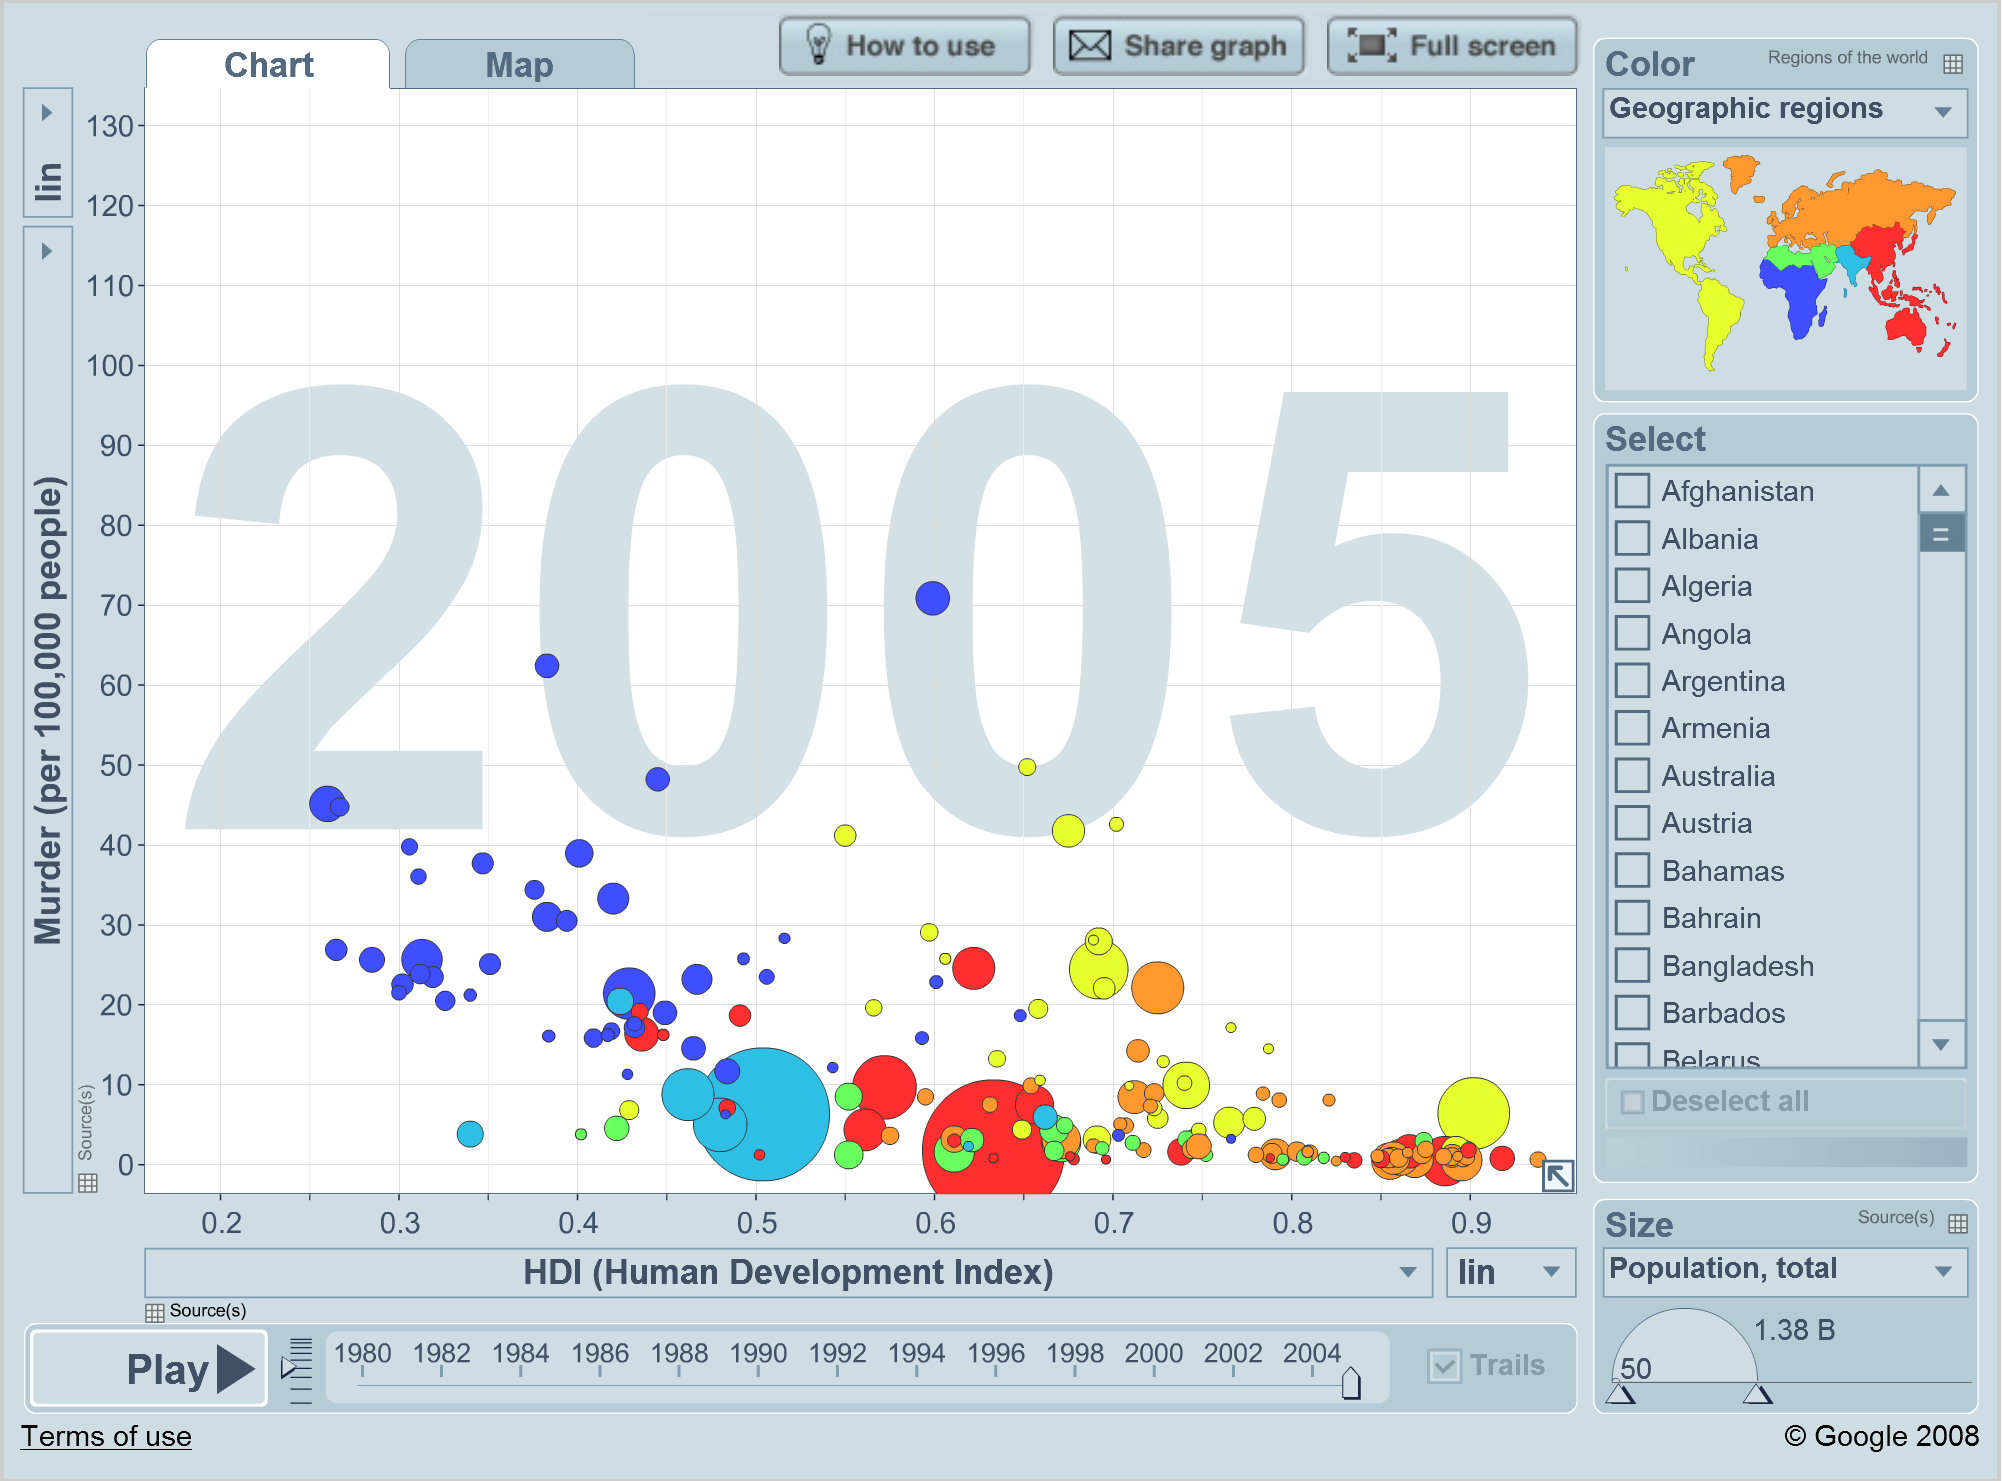 How to use
Share graph
Full screen
Chart
Map
Color
Regions of the world
Geographic regions
lin
Murder (per 100,000 people)
Source(s)
130
120
110
100
90
80
70
60
50
40
30
20
10
0
2005
0.2
0.3
0.4
0.5
0.6
0.7
0.8
0.9
HDI (Human Development Index)
lin
Source(s)
Select
Afghanistan
Albania
Algeria
Angola
Argentina
Armenia
Australia
Austria
Bahamas
Bahrain
Bangladesh
Barbados
Belarus
Deselect all
Size
Source(s)
Population, total
1.38 B
50
Play
1980 1982 1984 1986 1988 1990 1992 1994 1996 1998 2000 2002 2004
Trails
Terms of use
© Google 2008